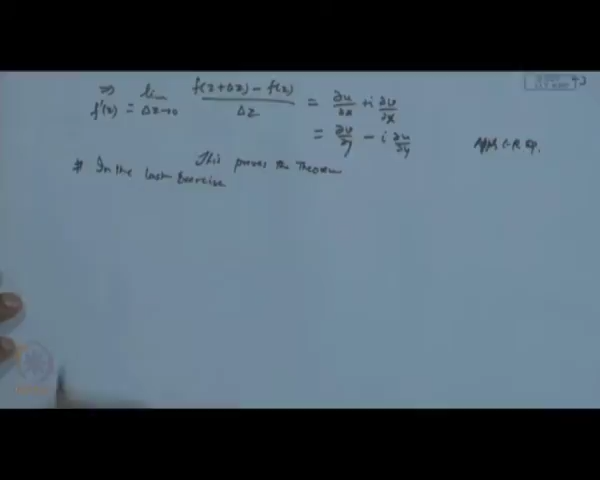 ⇒ f'(z) = lim Δz→0 f(z+Δz) − f(z) / Δz = ∂u/∂x + i ∂v/∂x
= ∂v/∂y − i ∂u/∂y
This proves the Theorem
# In the last Exercise